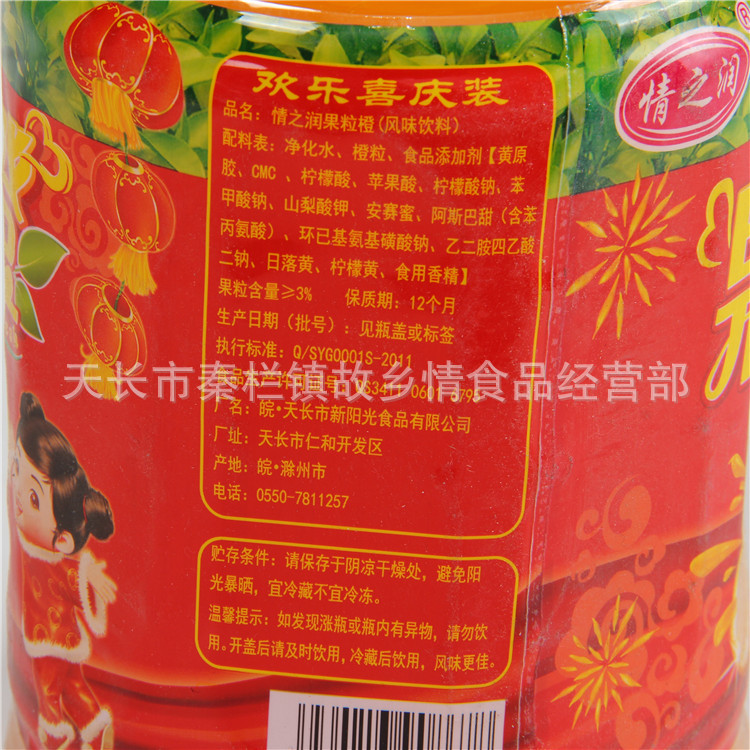 欢乐喜庆装
情之润
品名：情之润果粒橙(风味饮料)
配料表：净化水、橙粒、食品添加剂【黄原
胶、CMC 、柠檬酸、苹果酸、柠檬酸钠、苯
甲酸钠、山梨酸钾、安赛蜜、阿斯巴甜（含苯
丙氨酸）、环已基氨基磺酸钠、乙二胺四乙酸
二钠、日落黄、柠檬黄、食用香精】
果粒含量≥3% 保质期：12个月
生产日期（批号）：见瓶盖或标签
执行标准：Q/SYG0001S-2011
天长市秦栏镇故乡情食品经营部
厂名：皖·天长市新阳光食品有限公司
厂址：天长市仁和开发区
产地：皖·滁州市
电话：0550-7811257
贮存条件：请保存于阴凉干燥处，避免阳
光暴晒，宜冷藏不宜冷冻。
温馨提示：如发现涨瓶或瓶内有异物，请勿饮
用。开盖后请及时饮用，冷藏后饮用，风味更佳。